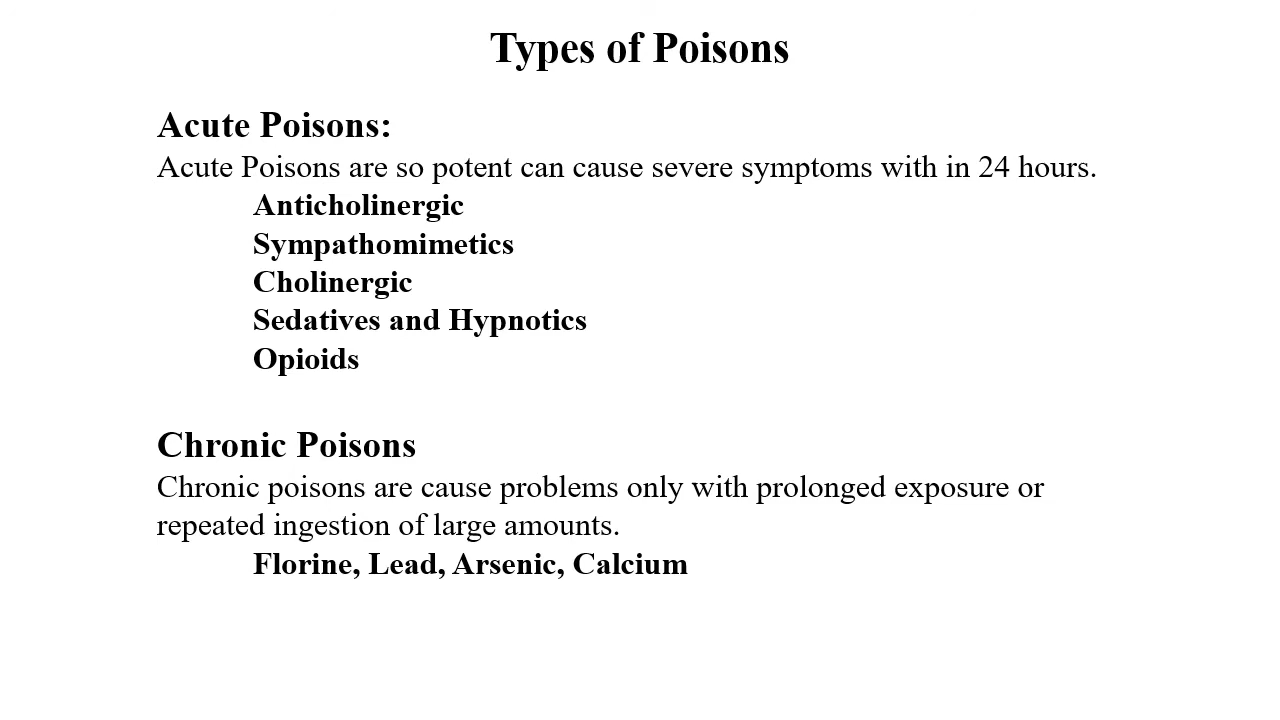 Types of Poisons
Acute Poisons:
Acute Poisons are so potent can cause severe symptoms with in 24 hours.
Anticholinergic
Sympathomimetics
Cholinergic
Sedatives and Hypnotics
Opioids
Chronic Poisons
Chronic poisons are cause problems only with prolonged exposure or
repeated ingestion of large amounts.
Florine, Lead, Arsenic, Calcium